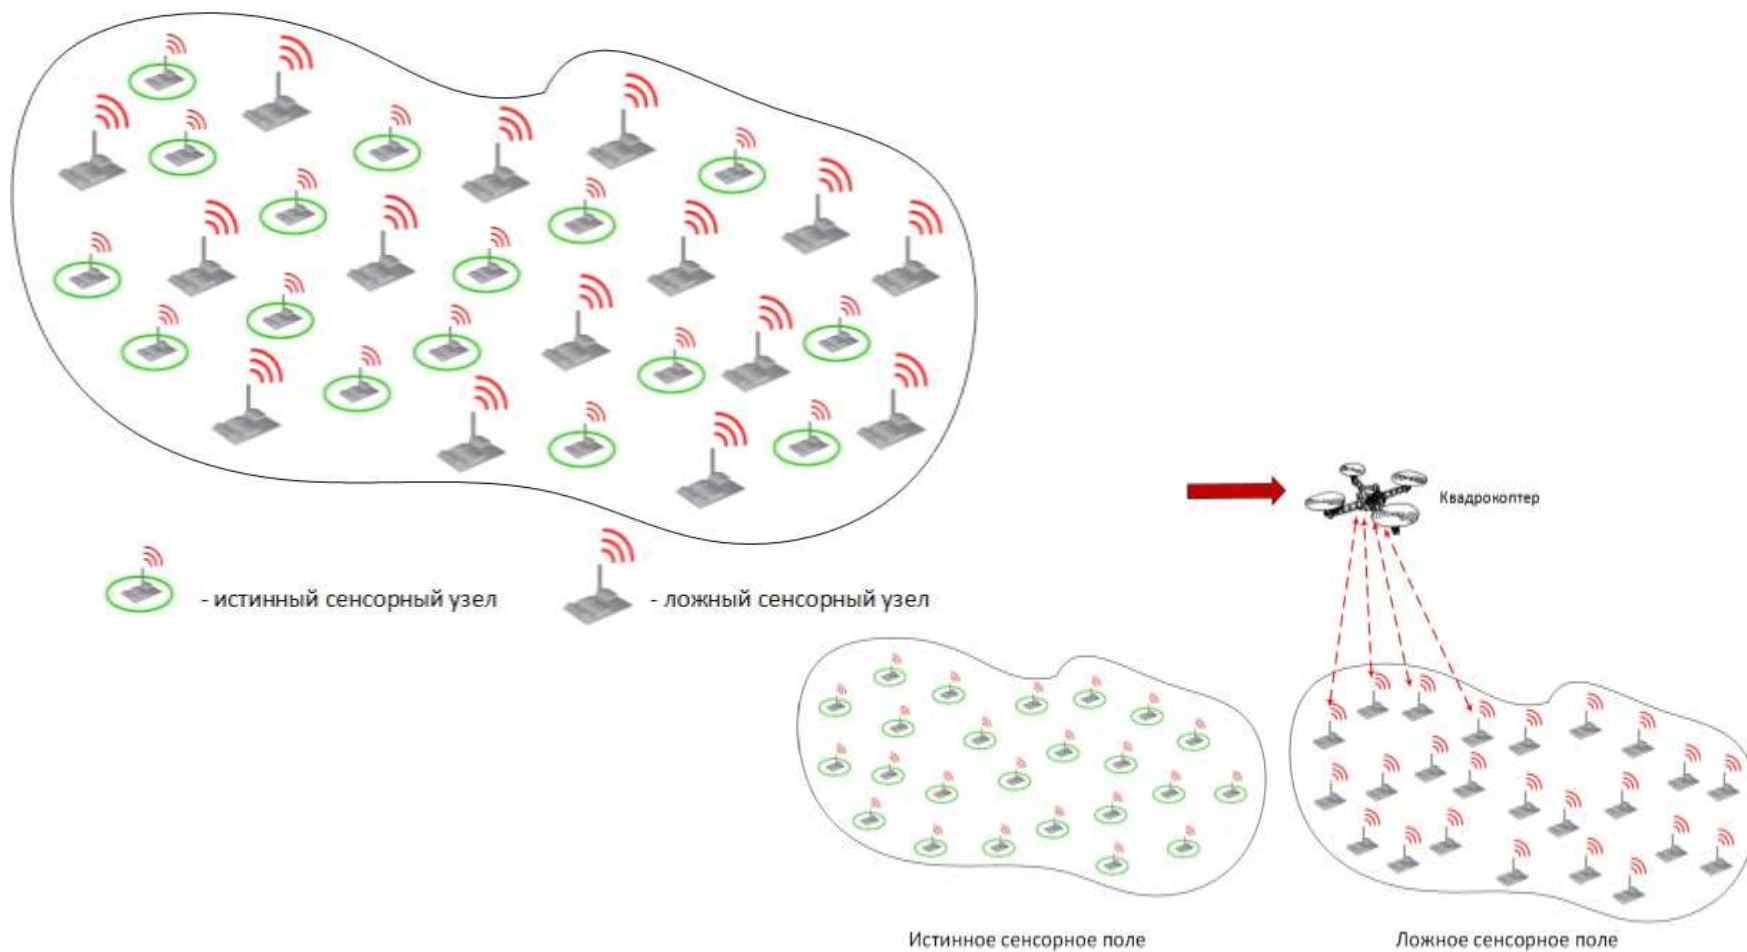 Квадрокоптер
- истинный сенсорный узел
- ложный сенсорный узел
Истинное сенсорное поле
Ложное сенсорное поле